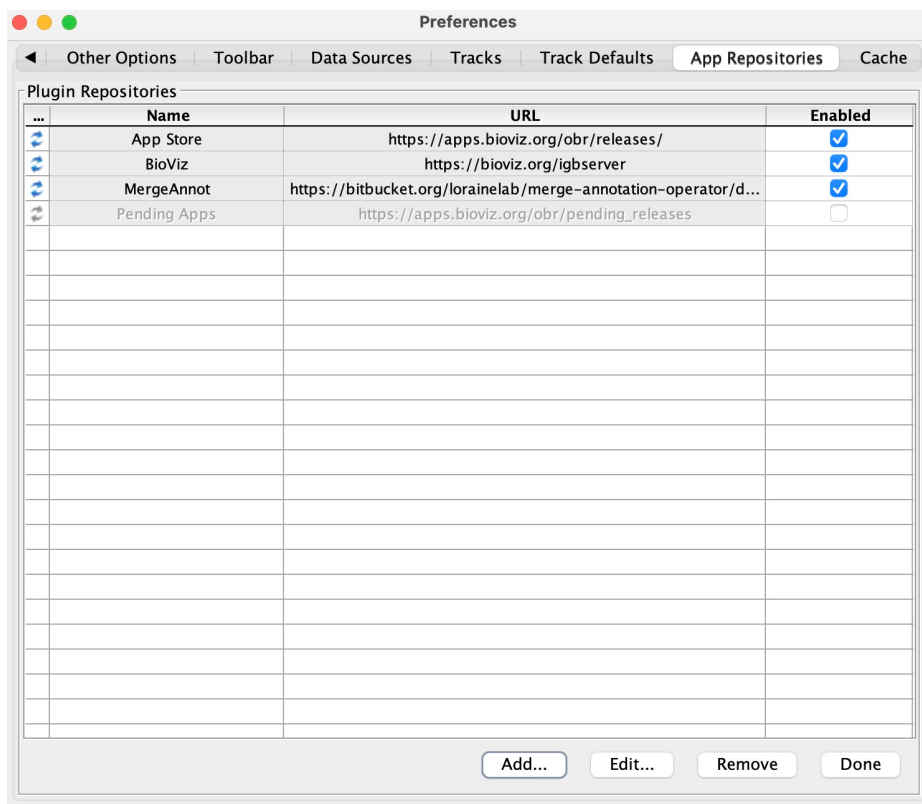 Preferences
Other Options Toolbar Data Sources Tracks Track Defaults App Repositories Cache
Plugin Repositories
... Name URL Enabled
App Store https://apps.bioviz.org/obr/releases/
BioViz https://bioviz.org/igbserver
MergeAnnot https://bitbucket.org/lorainelab/merge-annotation-operator/d...
Pending Apps https://apps.bioviz.org/obr/pending_releases
Add... Edit... Remove Done